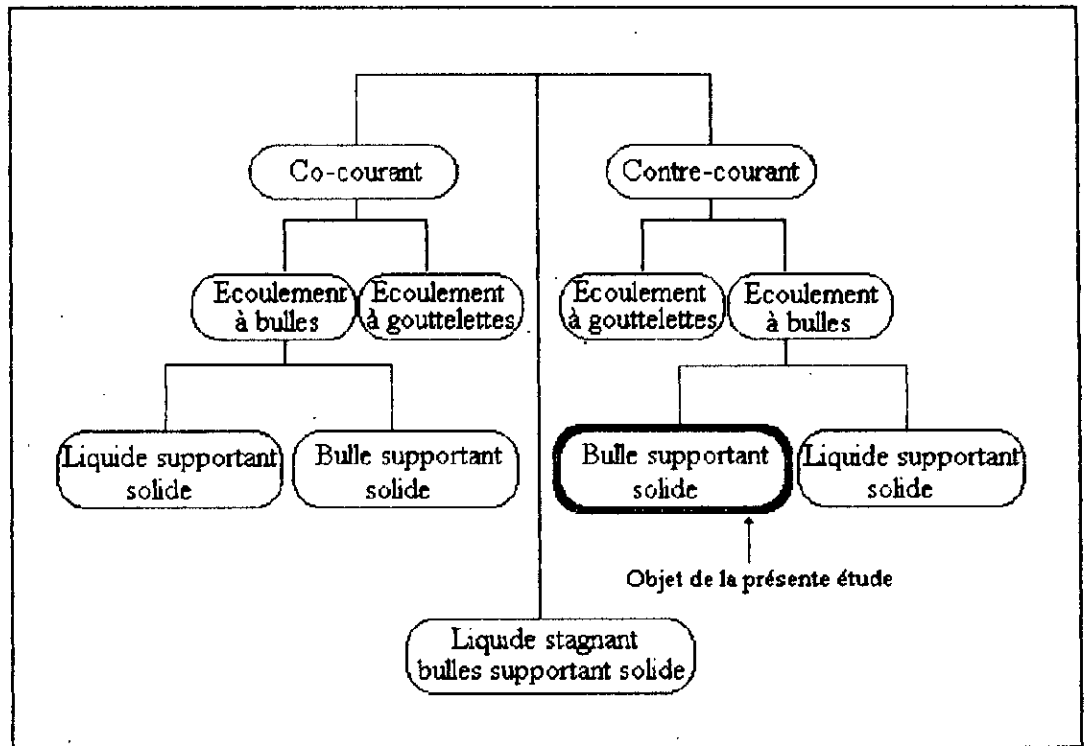 Co-courant
Contre-courant
Ecoulement
à bulles
Ecoulement
à gouttelettes
Ecoulement
à gouttelettes
Ecoulement
à bulles
Liquide supportant
solide
Bulle supportant
solide
Bulle supportant
solide
Liquide supportant
solide
Objet de la présente étude
Liquide stagnant
bulles supportant solide